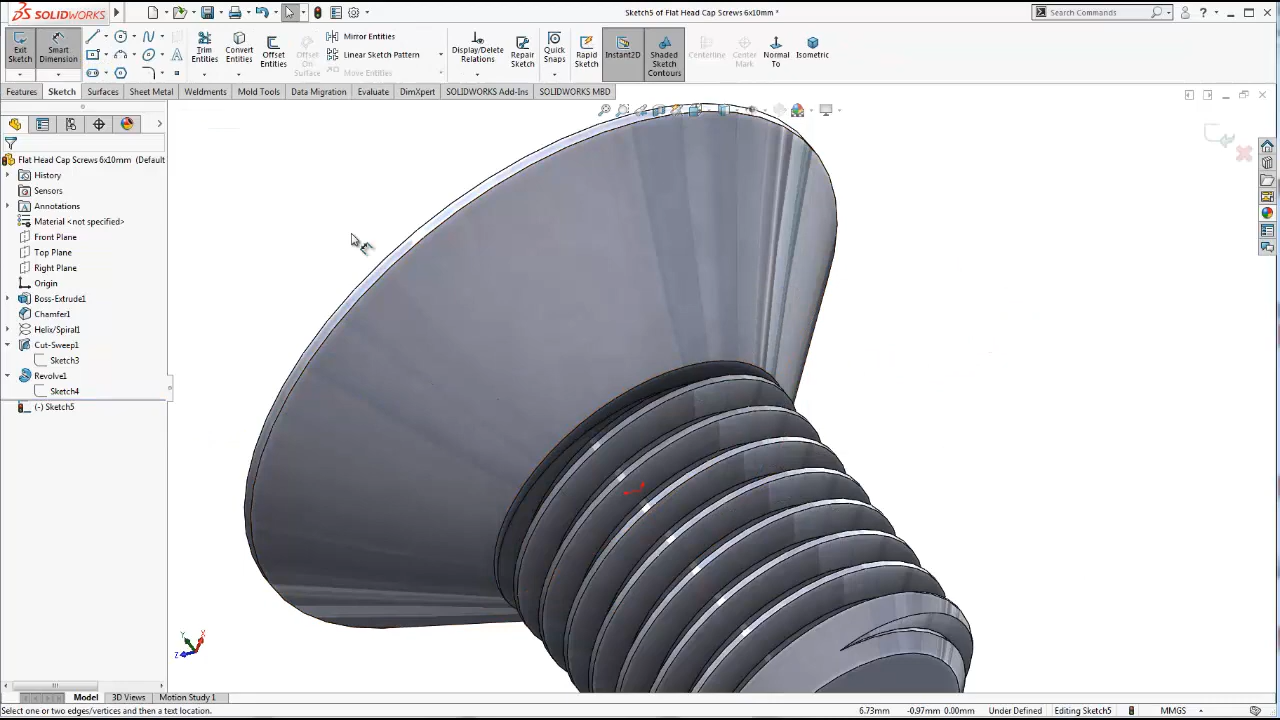 SOLIDWORKS
Sketch5 of Flat Head Cap Screws 6x10mm *
Search Commands
Exit Sketch
Smart Dimension
Trim Entities
Convert Entities
Offset Entities
Offset On Surface
Mirror Entities
Linear Sketch Pattern
Move Entities
Display/Delete Relations
Repair Sketch
Quick Snaps
Rapid Sketch
Instant2D
Shaded Sketch Contours
Centerline
Center Mark
Normal To
Isometric
Features
Sketch
Surfaces
Sheet Metal
Weldments
Mold Tools
Data Migration
Evaluate
DimXpert
SOLIDWORKS Add-Ins
SOLIDWORKS MBD
Flat Head Cap Screws 6x10mm (Default
History
Sensors
Annotations
Material <not specified>
Front Plane
Top Plane
Right Plane
Origin
Boss-Extrude1
Chamfer1
Helix/Spiral1
Cut-Sweep1
Sketch3
Revolve1
Sketch4
(-) Sketch5
Y
X
Z
Model
3D Views
Motion Study 1
Select one or two edges/vertices and then a text location.
6.73mm
-0.97mm 0.00mm
Under Defined
Editing Sketch5
MMGS